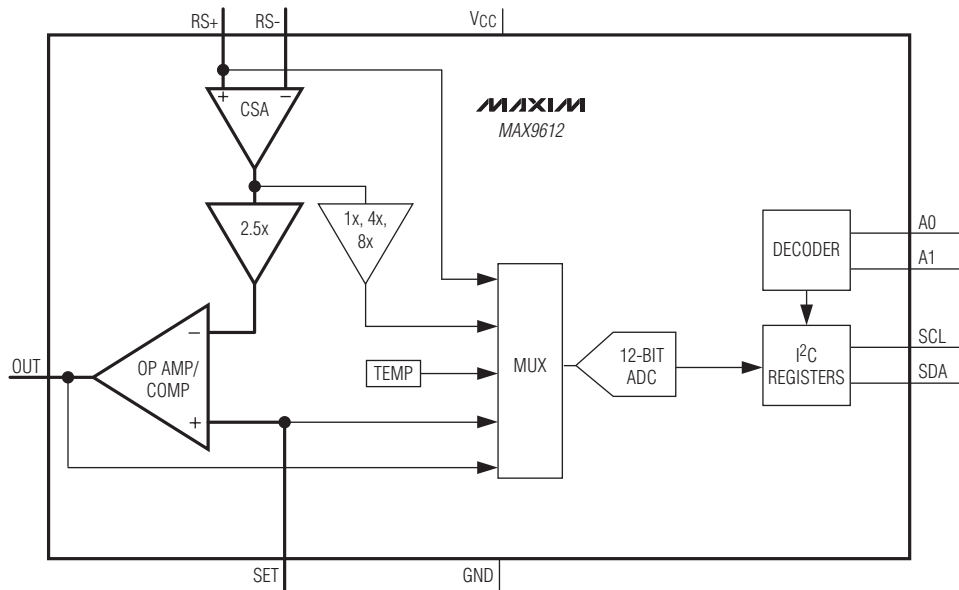 RS+ RS- VCC
+ −
CSA
MAXIM
MAX9612
2.5x
1x, 4x,
8x
A0
DECODER
A1
−
OUT
OP AMP/
COMP
+
TEMP
MUX
12-BIT
ADC
I2C
REGISTERS
SCL
SDA
SET
GND